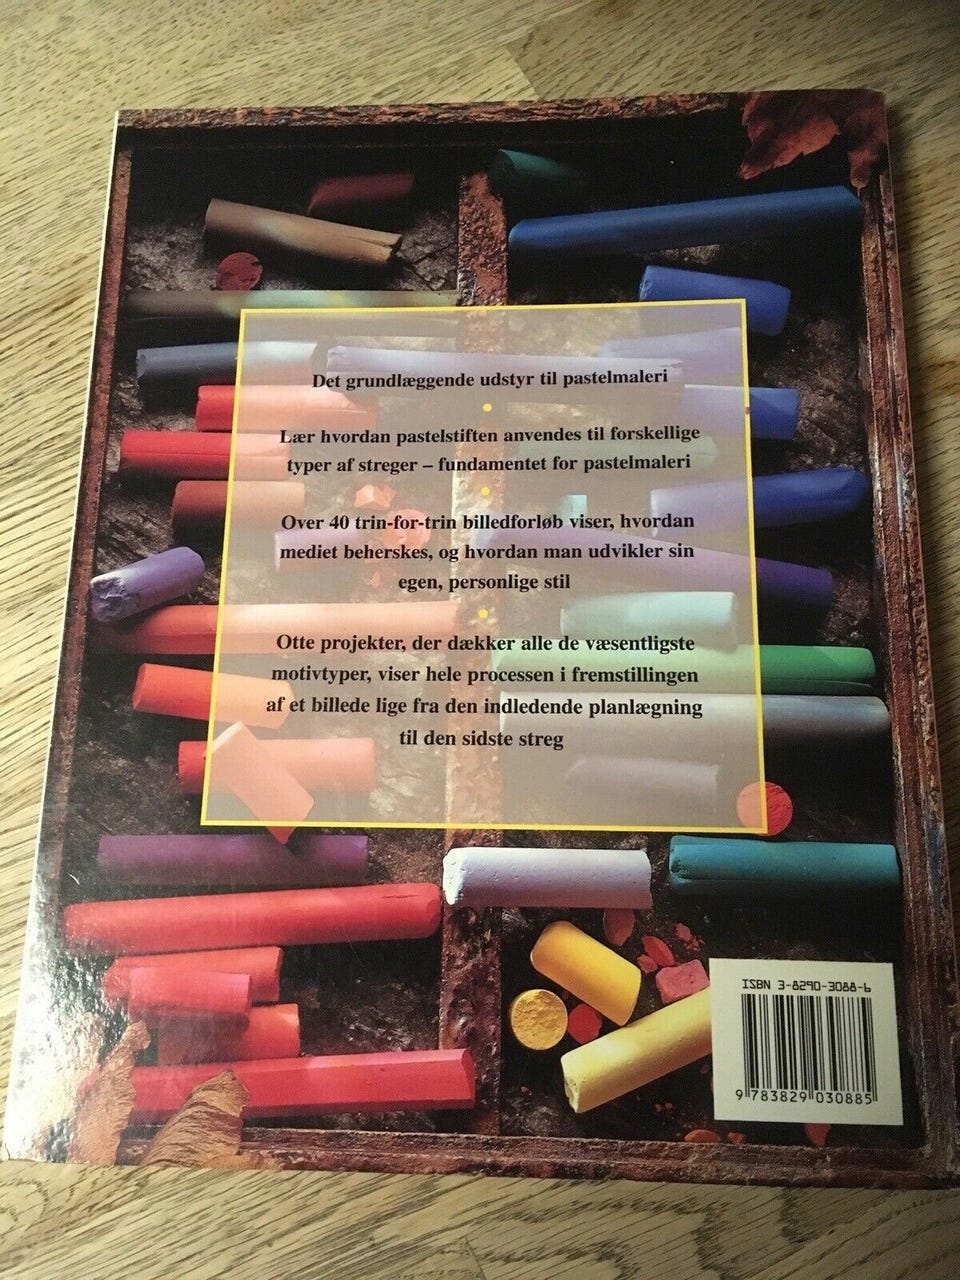 Det grundlæggende udstyr til pastelmaleri
Lær hvordan pastelstiften anvendes til forskellige
typer af streger – fundamentet for pastelmaleri
Over 40 trin-for-trin billedforløb viser, hvordan
mediet beherskes, og hvordan man udvikler sin
egen, personlige stil
Otte projekter, der dækker alle de væsentligste
motivtyper, viser hele processen i fremstillingen
af et billede lige fra den indledende planlægning
til den sidste streg
ISBN 3-8290-3088-6
9 783829 030885